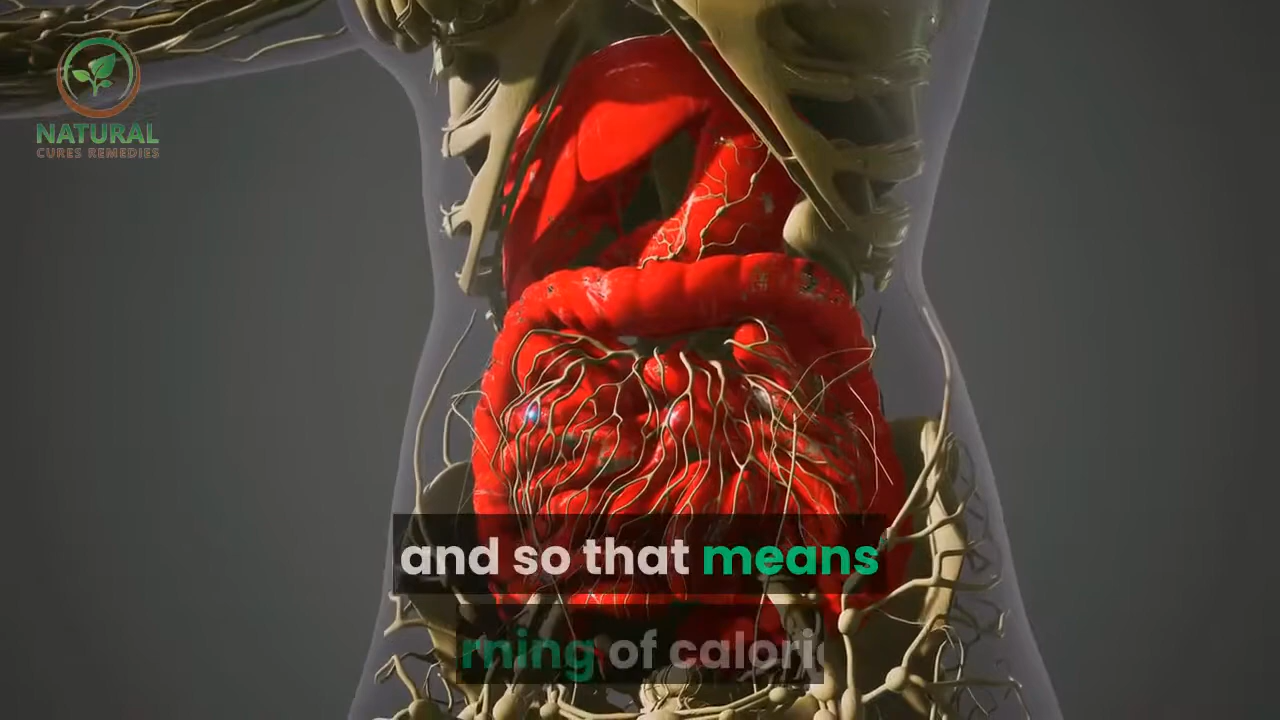 NATURAL
CURES REMEDIES
and so that means
rning of calori